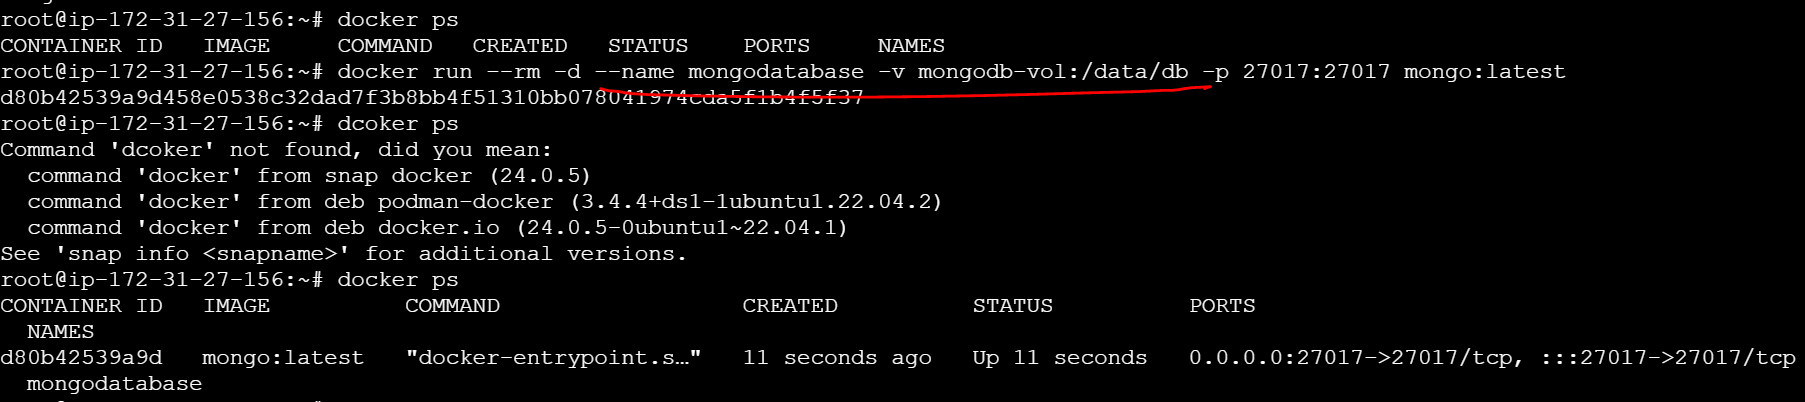 root@ip-172-31-27-156:~# docker ps
CONTAINER ID   IMAGE     COMMAND   CREATED   STATUS    PORTS     NAMES
root@ip-172-31-27-156:~# docker run --rm -d --name mongodatabase -v mongodb-vol:/data/db -p 27017:27017 mongo:latest
d80b42539a9d458e0538c32dad7f3b8bb4f51310bb078041974cda5f1b4f5f37
root@ip-172-31-27-156:~# dcoker ps
Command 'dcoker' not found, did you mean:
  command 'docker' from snap docker (24.0.5)
  command 'docker' from deb podman-docker (3.4.4+ds1-1ubuntu1.22.04.2)
  command 'docker' from deb docker.io (24.0.5-0ubuntu1~22.04.1)
See 'snap info <snapname>' for additional versions.
root@ip-172-31-27-156:~# docker ps
CONTAINER ID   IMAGE          COMMAND                  CREATED          STATUS          PORTS
  NAMES
d80b42539a9d   mongo:latest   "docker-entrypoint.s…"   11 seconds ago   Up 11 seconds   0.0.0.0:27017->27017/tcp, :::27017->27017/tcp
  mongodatabase